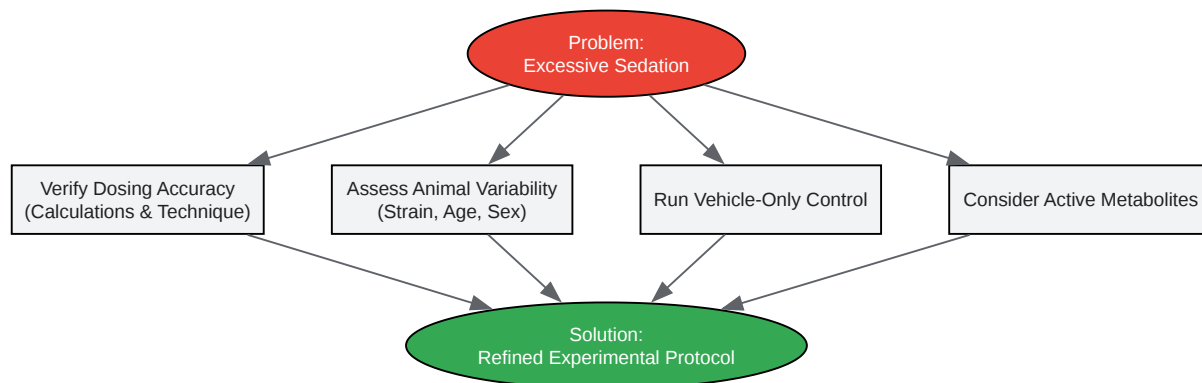 Problem:
Excessive Sedation
Verify Dosing Accuracy
(Calculations & Technique)
Assess Animal Variability
(Strain, Age, Sex)
Run Vehicle-Only Control
Consider Active Metabolites
Solution:
Refined Experimental Protocol